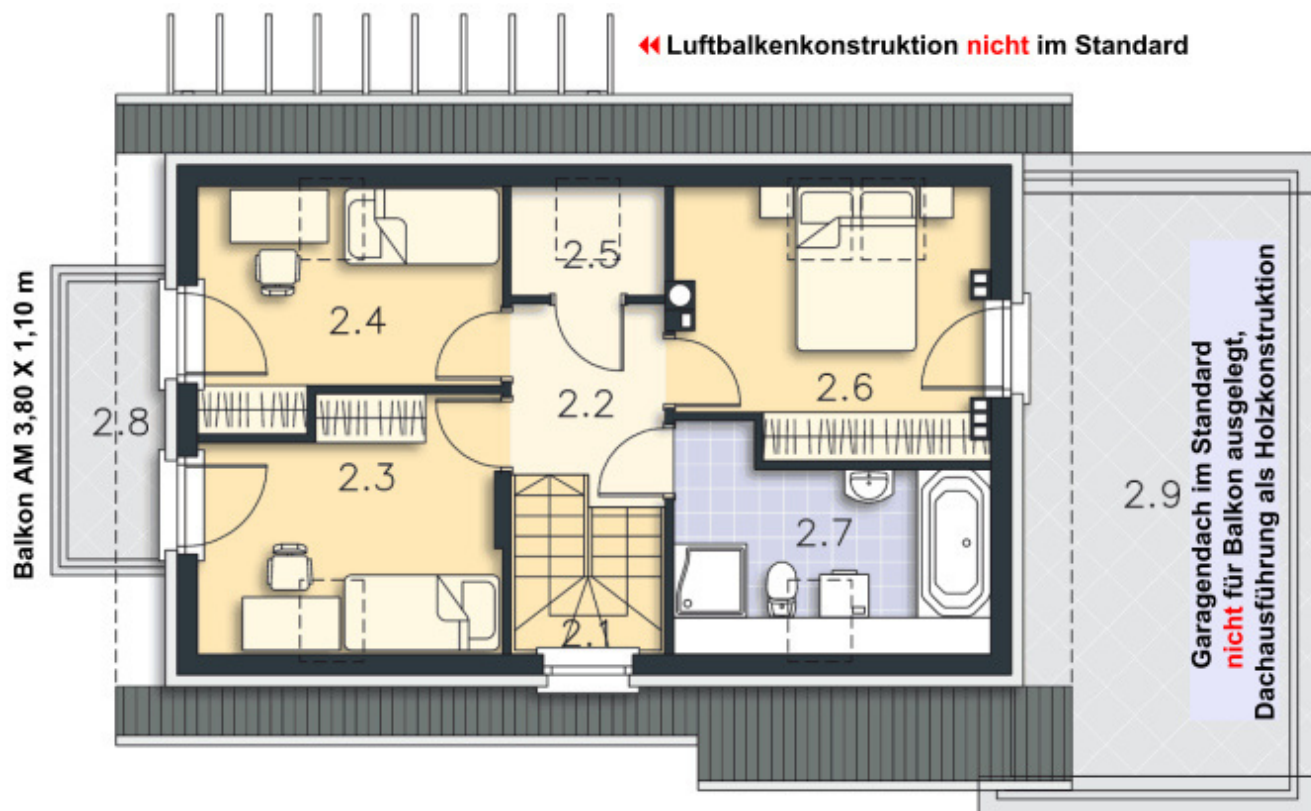 Luftbalkenkonstruktion nicht im Standard
2.4
2.5
2.6
2.2
2.8
2.3
2.7
2.1
2.9
Balkon AM 3,80 X 1,10 m
Garagendach im Standard
nicht für Balkon ausgelegt,
Dachausführung als Holzkonstruktion